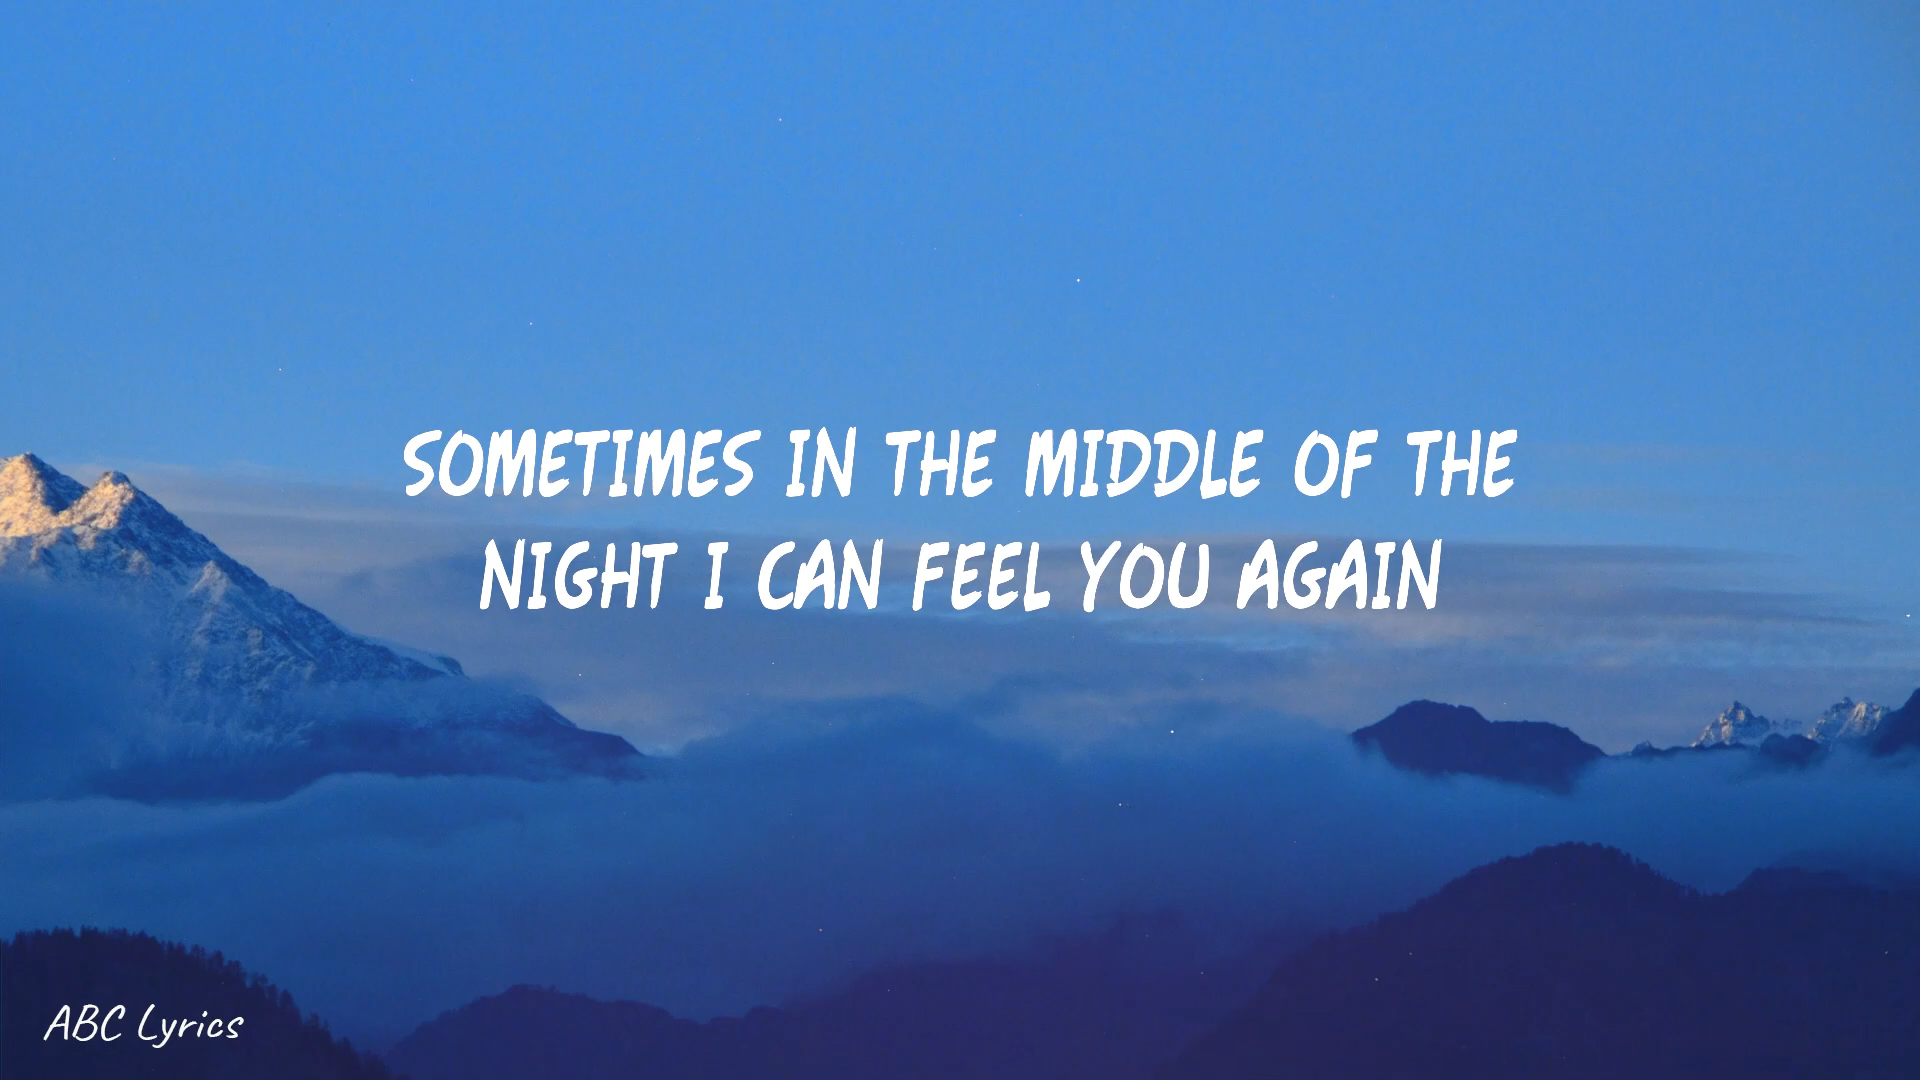 SOMETIMES IN THE MIDDLE OF THE
NIGHT I CAN FEEL YOU AGAIN
ABC Lyrics